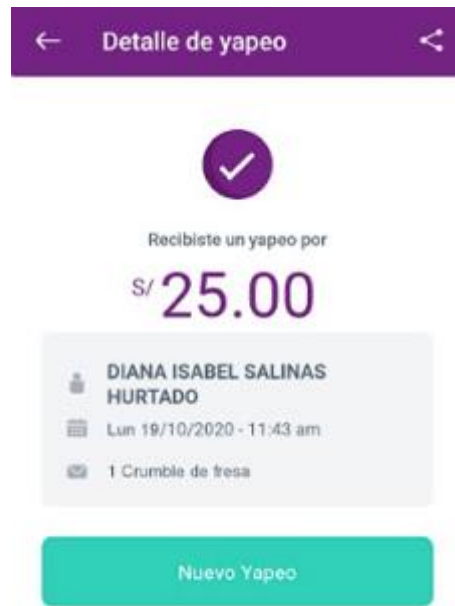 Detalle de yapeo
Recibiste un yapeo por
S/ 25.00
DIANA ISABEL SALINAS
HURTADO
Lun 19/10/2020 - 11:43 am
1 Crumble de fresa
Nuevo Yapeo